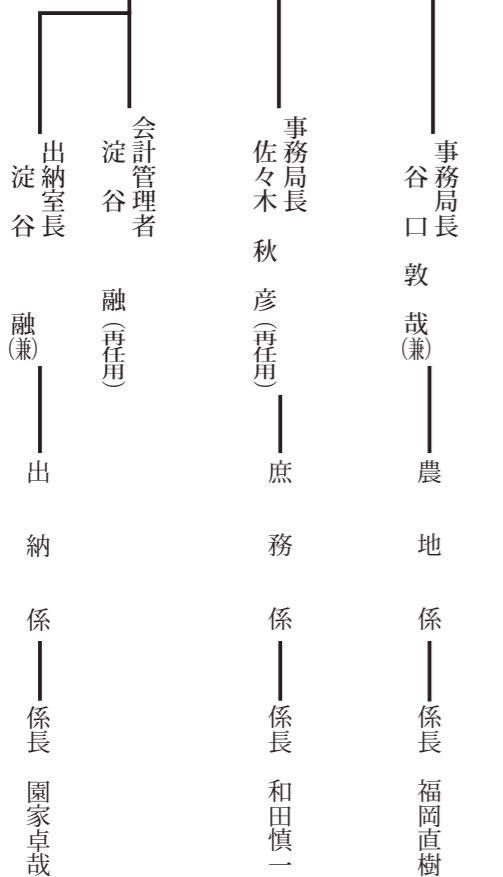 事務局長
谷口敦哉(兼)
農地係
係長 福岡直樹
事務局長
佐々木秋彦(再任用)
庶務係
係長 和田慎一
会計管理者
淀谷融(再任用)
出納室長
淀谷融(兼)
出納係
係長 園家卓哉